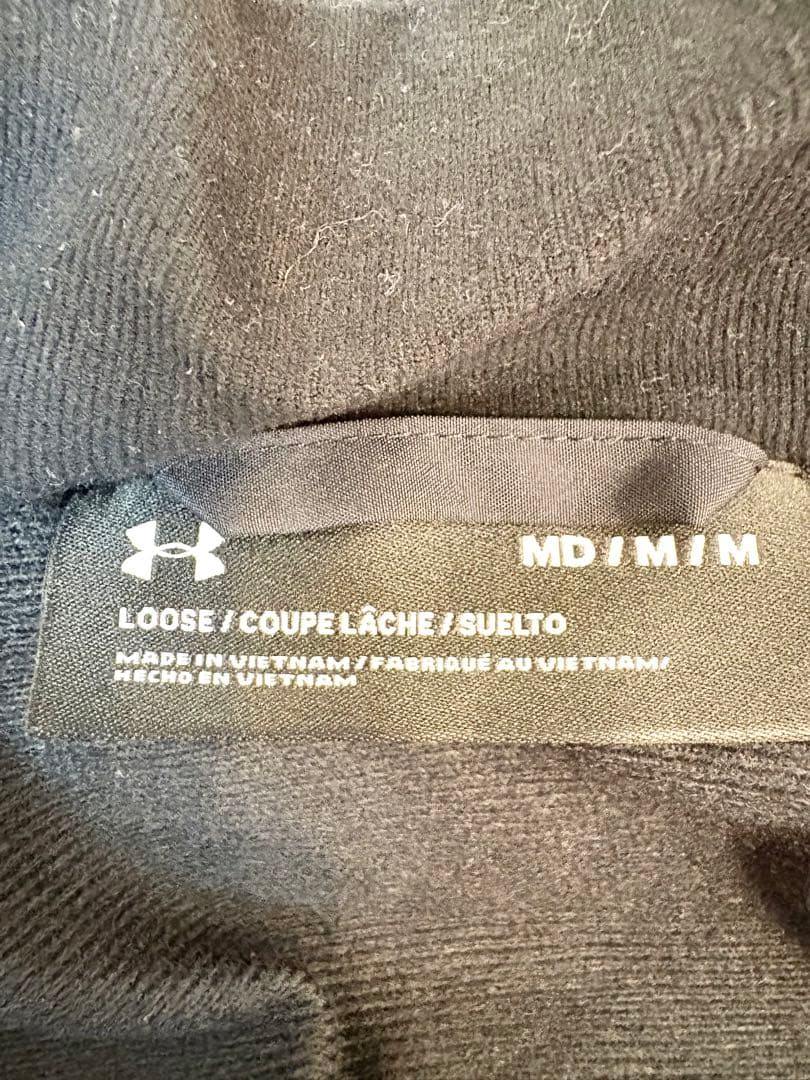 MD / M / M
LOOSE / COUPE LÂCHE / SUELTO
MADE IN VIETNAM / FABRIQUÉ AU VIETNAM/
HECHO EN VIETNAM